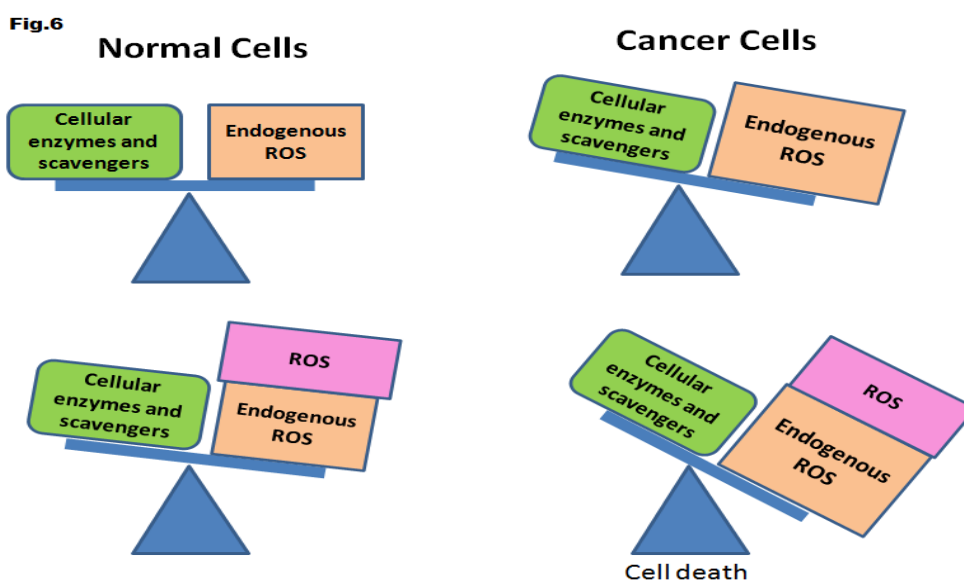 Fig.6
Normal Cells
Cancer Cells
Cellular
enzymes and
scavengers
Endogenous
ROS
Cellular
enzymes and
scavengers
Endogenous
ROS
ROS
Cellular
enzymes and
scavengers
Endogenous
ROS
ROS
Cellular
enzymes and
scavengers
Endogenous
ROS
Cell death